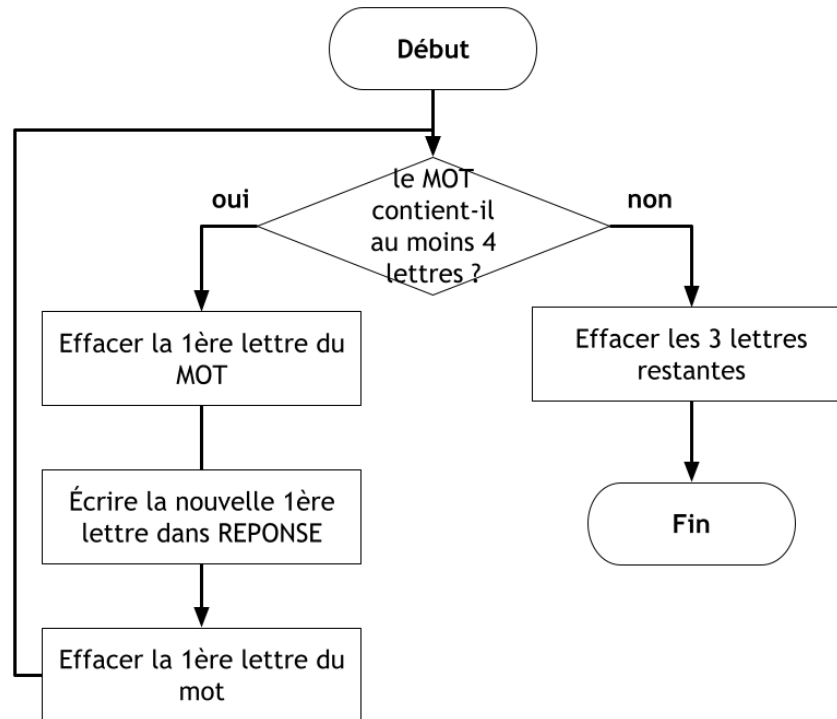 Début
le MOT
contient-il
au moins 4
lettres ?
oui
non
Effacer la 1ère lettre du
MOT
Écrire la nouvelle 1ère
lettre dans REPONSE
Effacer la 1ère lettre du
mot
Effacer les 3 lettres
restantes
Fin